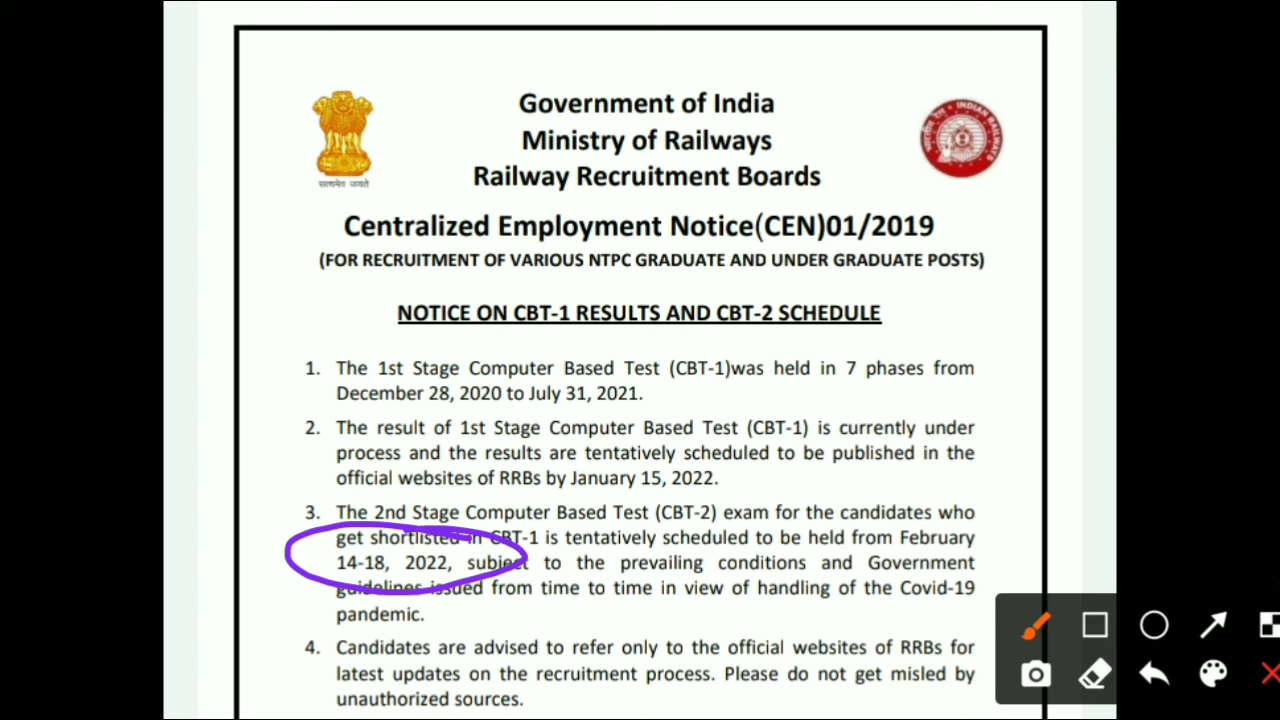 Government of India
Ministry of Railways
Railway Recruitment Boards
सत्यमेव जयते
INDIAN RAILWAYS
भारतीय रेल
Centralized Employment Notice(CEN)01/2019
(FOR RECRUITMENT OF VARIOUS NTPC GRADUATE AND UNDER GRADUATE POSTS)
NOTICE ON CBT-1 RESULTS AND CBT-2 SCHEDULE
1. The 1st Stage Computer Based Test (CBT-1)was held in 7 phases from
December 28, 2020 to July 31, 2021.
2. The result of 1st Stage Computer Based Test (CBT-1) is currently under
process and the results are tentatively scheduled to be published in the
official websites of RRBs by January 15, 2022.
3. The 2nd Stage Computer Based Test (CBT-2) exam for the candidates who
get shortlisted in CBT-1 is tentatively scheduled to be held from February
14-18, 2022, subject to the prevailing conditions and Government
guidelines issued from time to time in view of handling of the Covid-19
pandemic.
4. Candidates are advised to refer only to the official websites of RRBs for
latest updates on the recruitment process. Please do not get misled by
unauthorized sources.